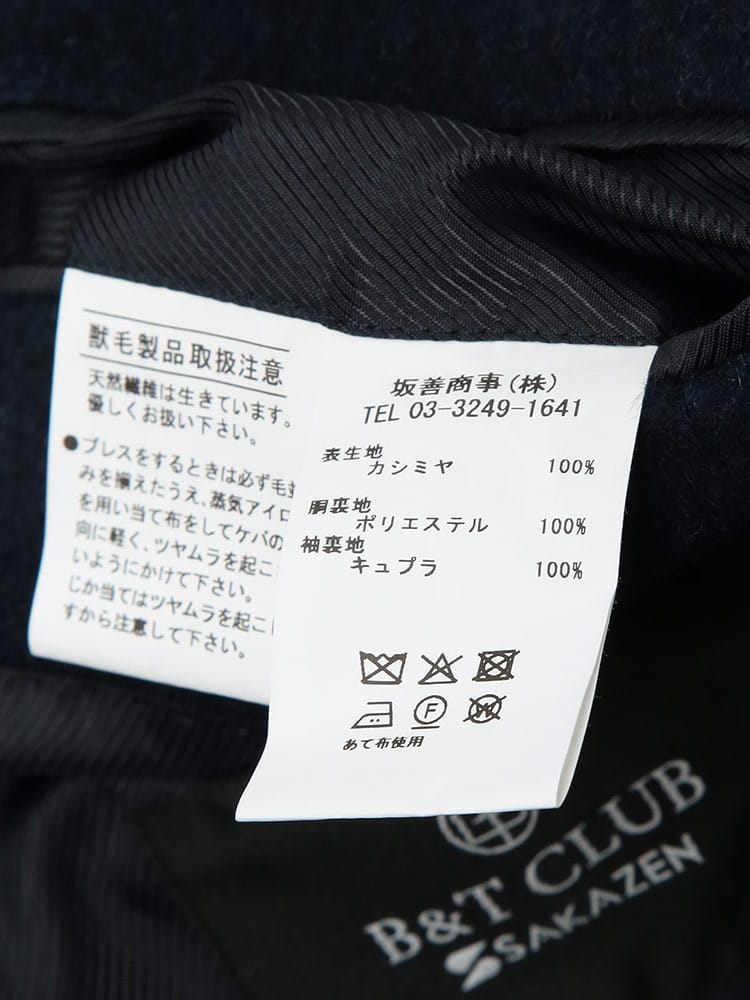 獣毛製品取扱注意
天然繊維は生きています。
優しくお扱い下さい。
●プレスをするときは必ず毛並
みを揃えたうえ、蒸気アイロ
を用い当て布をしてケバの
向に軽く、ツヤムラを起こ
いようにかけて下さい。
じか当てはツヤムラを起こし
すから注意して下さい。
坂善商事(株)
TEL 03-3249-1641
表生地
カシミヤ 100%
胴裏地
ポリエステル 100%
袖裏地
キュプラ 100%
F
W
あて布使用
B&T CLUB
SAKAZEN